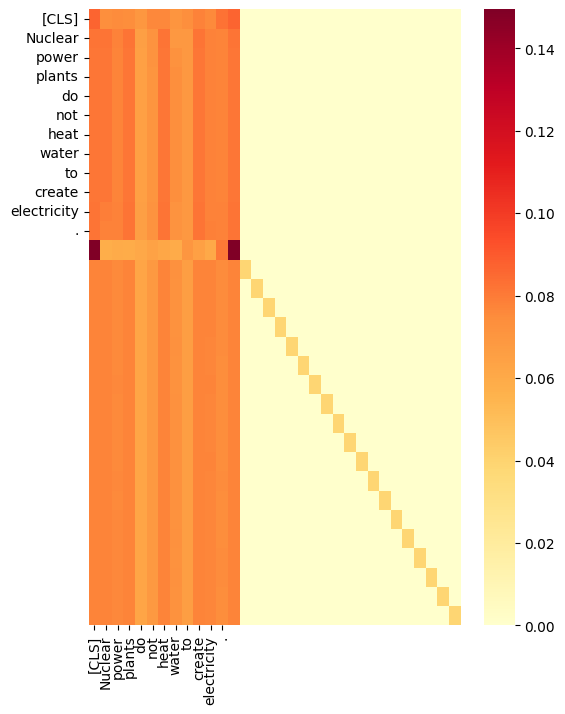 [CLS]
Nuclear
power
plants
do
not
heat
water
to
create
electricity
.
0.14
0.12
0.10
0.08
0.06
0.04
0.02
0.00
[CLS]
Nuclear
power
plants
do
not
heat
water
to
create
electricity
.